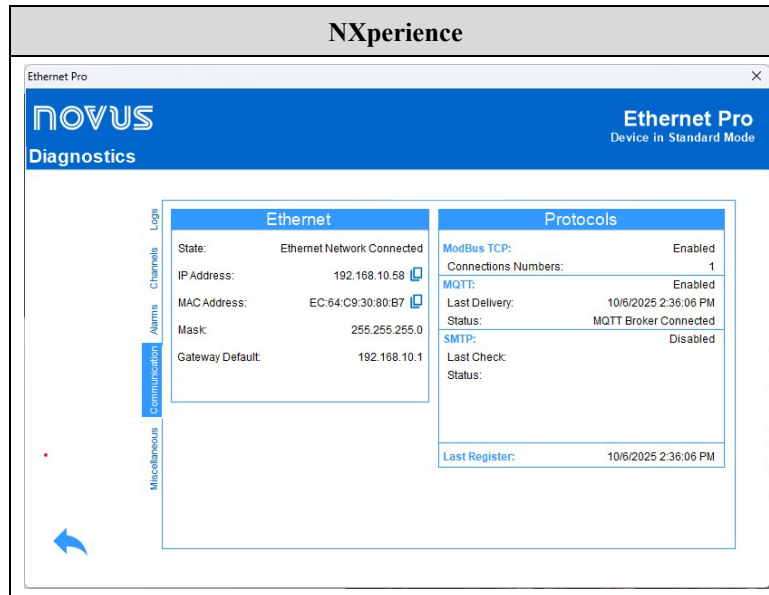 NXperience
Ethernet Pro
novus
Ethernet Pro
Device in Standard Mode
Diagnostics
Logs
Channels
Alarms
Communication
Miscellaneous
Ethernet
State: Ethernet Network Connected
IP Address: 192.168.10.58
MAC Address: EC:64:C9:30:80:B7
Mask: 255.255.255.0
Gateway Default: 192.168.10.1
Protocols
ModBus TCP: Enabled
Connections Numbers: 1
MQTT: Enabled
Last Delivery: 10/6/2025 2:36:06 PM
Status: MQTT Broker Connected
SMTP: Disabled
Last Check:
Status:
Last Register: 10/6/2025 2:36:06 PM